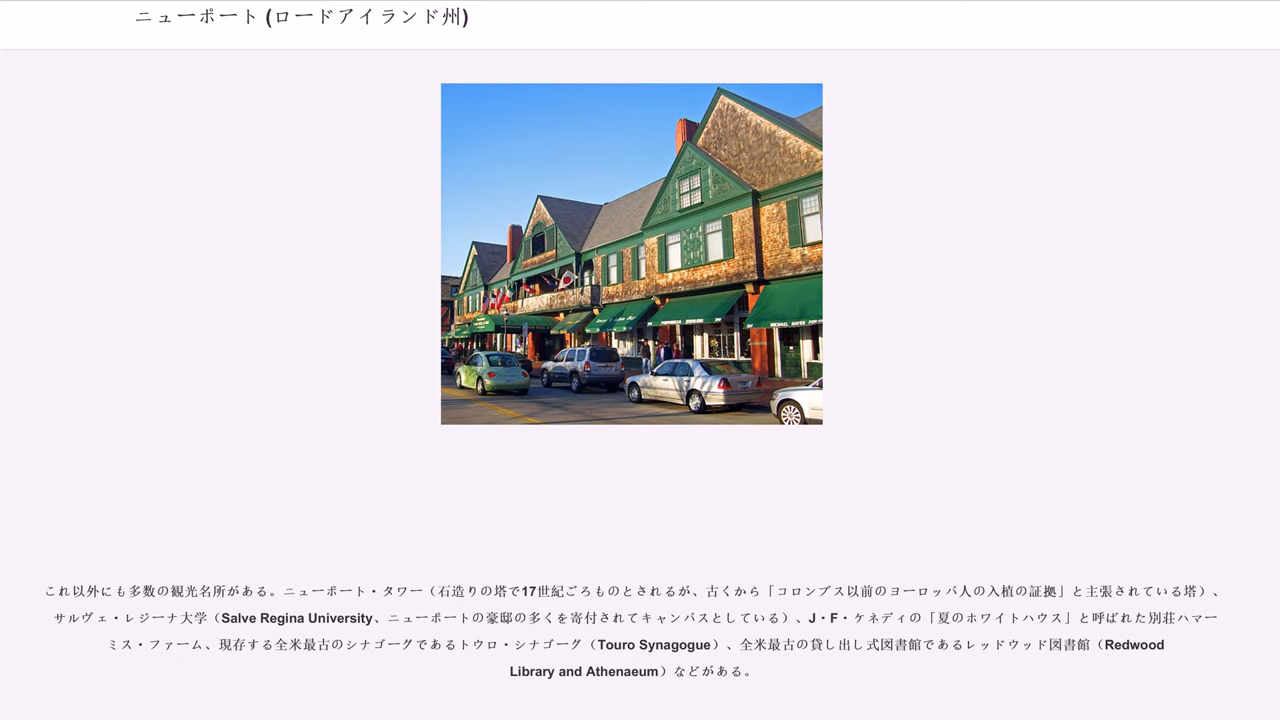 ニューポート (ロードアイランド州)
これ以外にも多数の観光名所がある。ニューポート・タワー（石造りの塔で17世紀ごろものとされるが、古くから「コロンブス以前のヨーロッパ人の入植の証拠」と主張されている塔）、
サルヴェ・レジーナ大学（Salve Regina University、ニューポートの豪邸の多くを寄付されてキャンパスとしている）、J・F・ケネディの「夏のホワイトハウス」と呼ばれた別荘ハマー
ミス・ファーム、現存する全米最古のシナゴーグであるトウロ・シナゴーグ（Touro Synagogue）、全米最古の貸し出し式図書館であるレッドウッド図書館（Redwood
Library and Athenaeum）などがある。